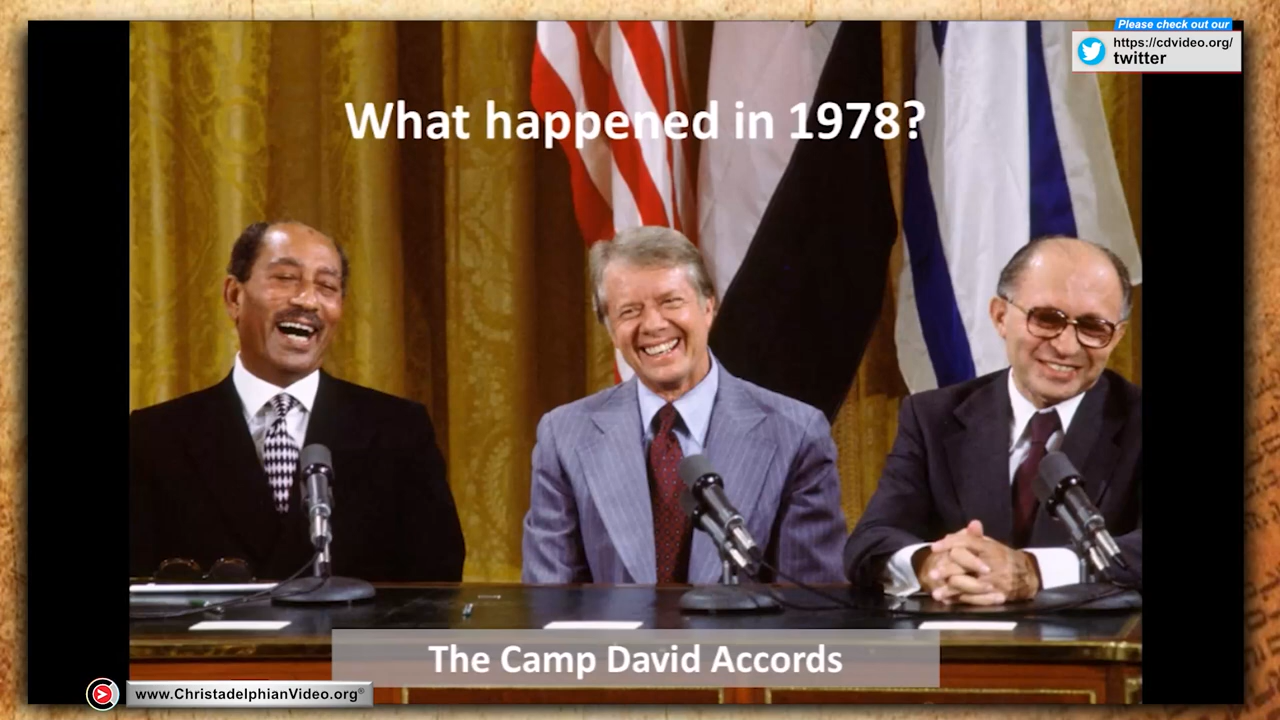 Please check out our
https://cdvideo.org/
twitter
What happened in 1978?
The Camp David Accords
www.ChristadelphianVideo.org®